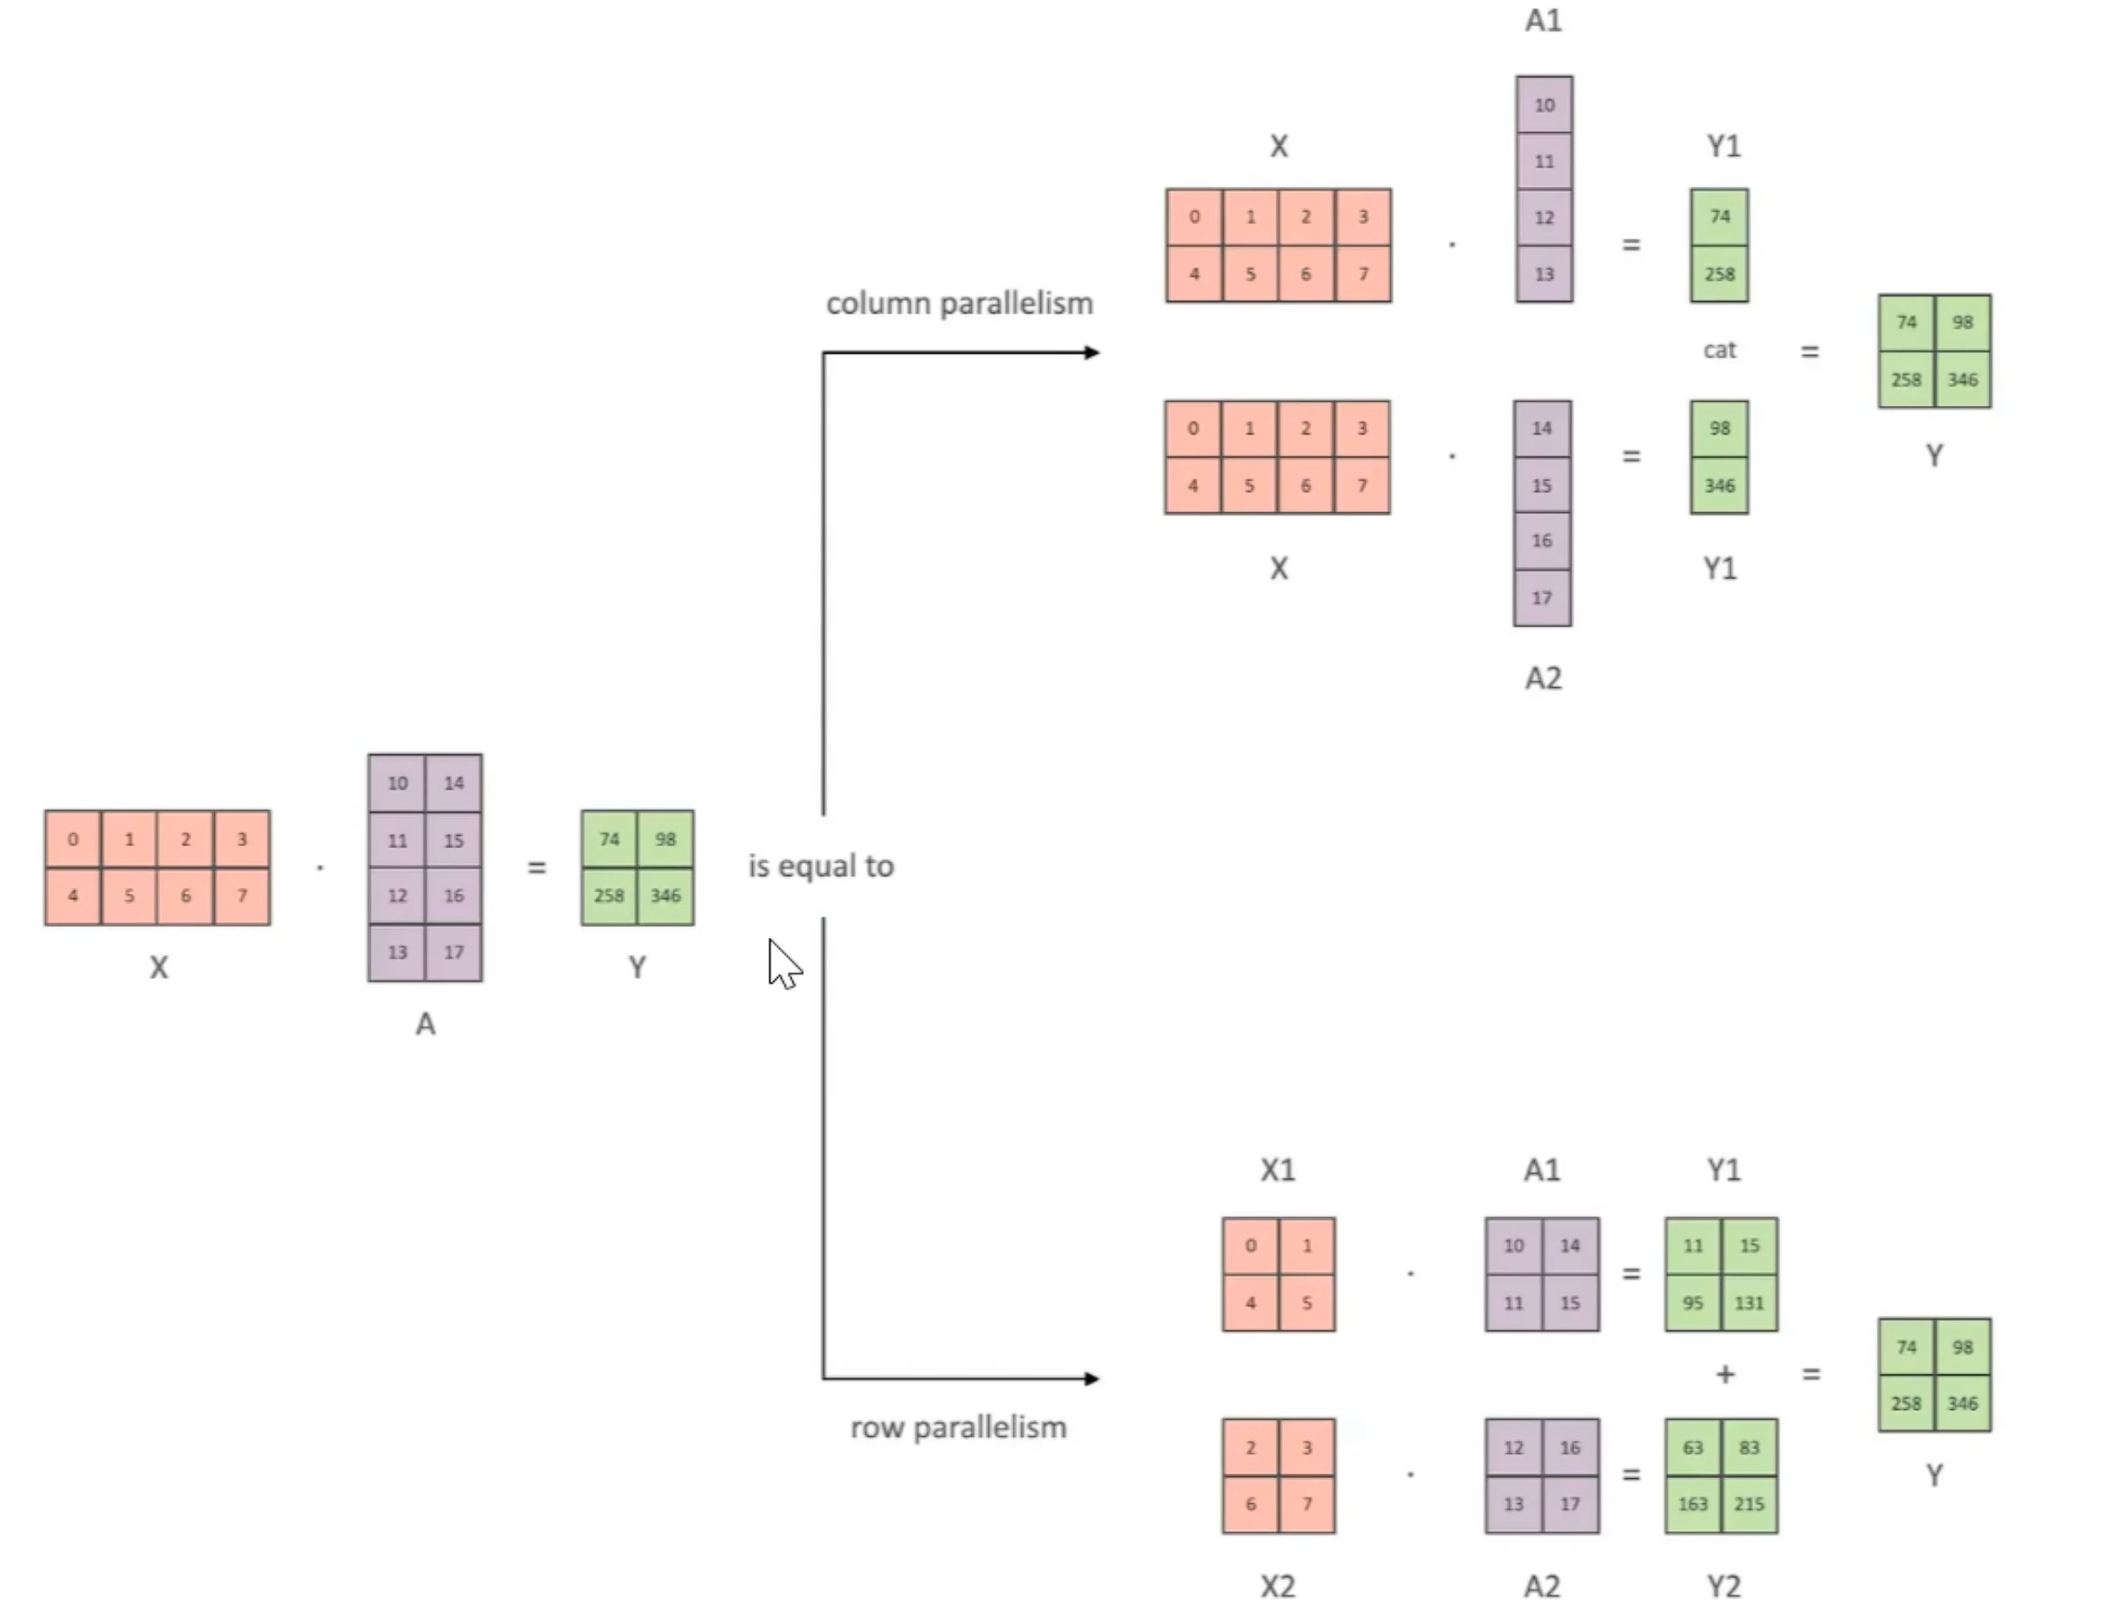 X
0 1 2 3
4 5 6 7
·
A
10 14
11 15
12 16
13 17
=
Y
74 98
258 346
is equal to
column parallelism
X
0 1 2 3
4 5 6 7
·
A1
10
11
12
13
=
Y1
74
258
cat
X
0 1 2 3
4 5 6 7
·
A2
14
15
16
17
=
Y1
98
346
=
74 98
258 346
Y
row parallelism
X1
0 1
4 5
·
A1
10 14
11 15
=
Y1
11 15
95 131
+
X2
2 3
6 7
·
A2
12 16
13 17
=
Y2
63 83
163 215
=
74 98
258 346
Y